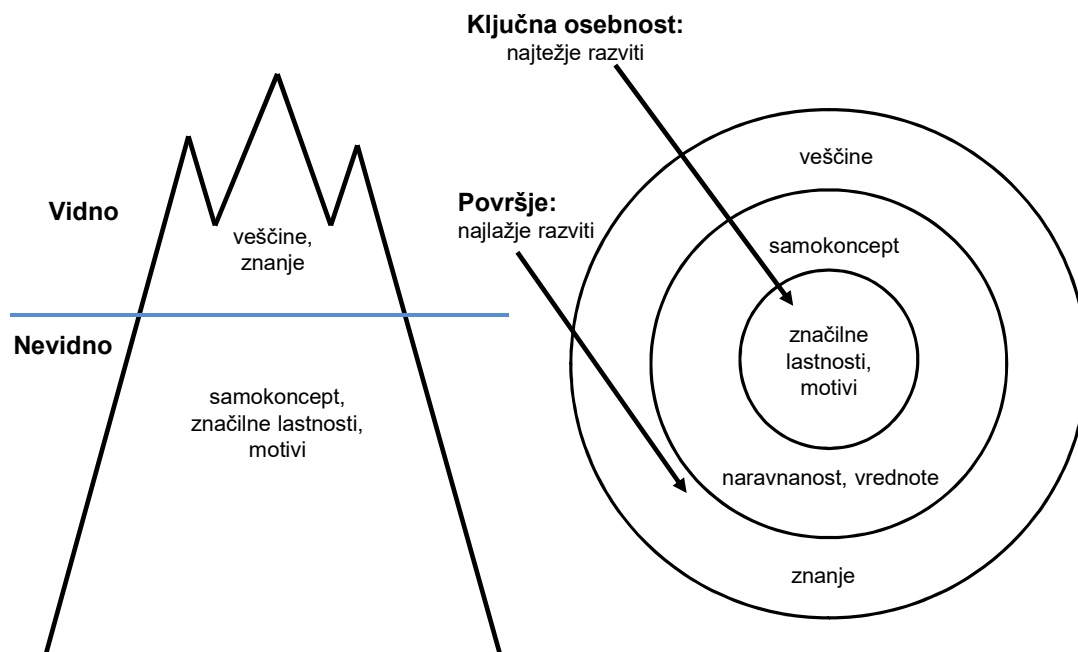 Vidno
veščine,
znanje
Nevidno
samokoncept,
značilne lastnosti,
motivi
Ključna osebnost:
najtežje razviti
Površje:
najlažje razviti
veščine
samokoncept
značilne
lastnosti,
motivi
naravnanost, vrednote
znanje